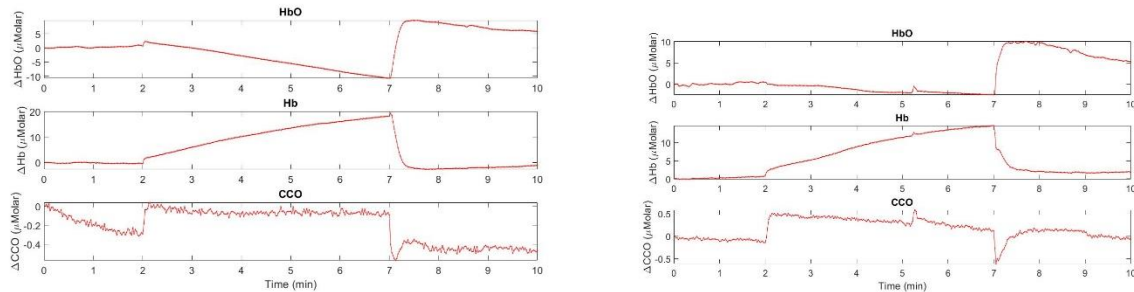 HbO
ΔHbO (μMolar)
5
0
-5
-10
0 1 2 3 4 5 6 7 8 9 10
Hb
ΔHb (μMolar)
20
10
0
0 1 2 3 4 5 6 7 8 9 10
CCO
ΔCCO (μMolar)
0
-0.2
-0.4
0 1 2 3 4 5 6 7 8 9 10
Time (min)
HbO
ΔHbO (μMolar)
10
5
0
0 1 2 3 4 5 6 7 8 9 10
Hb
ΔHb (μMolar)
10
5
0
0 1 2 3 4 5 6 7 8 9 10
CCO
ΔCCO (μMolar)
0.5
0
-0.5
0 1 2 3 4 5 6 7 8 9 10
Time (min)